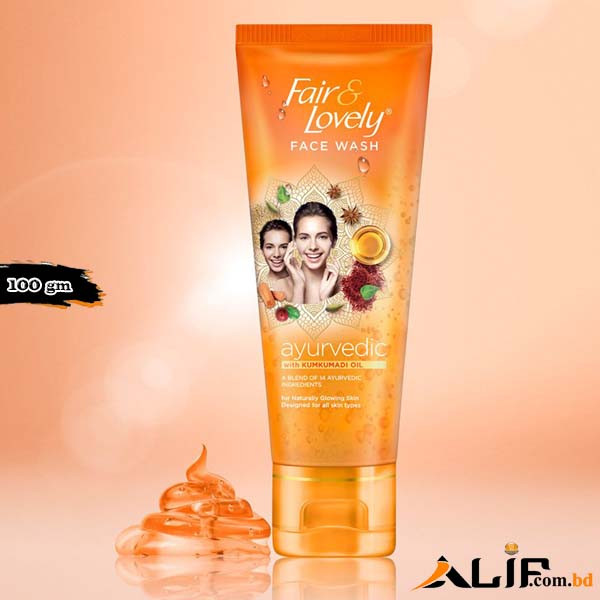 Fair &
Lovely®
FACE WASH
100 gm
ayurvedic
with KUMKUMADI OIL
A BLEND OF 14 AYURVEDIC
INGREDIENTS
for Naturally Glowing Skin
Designed for all skin types
ALIF.com.bd